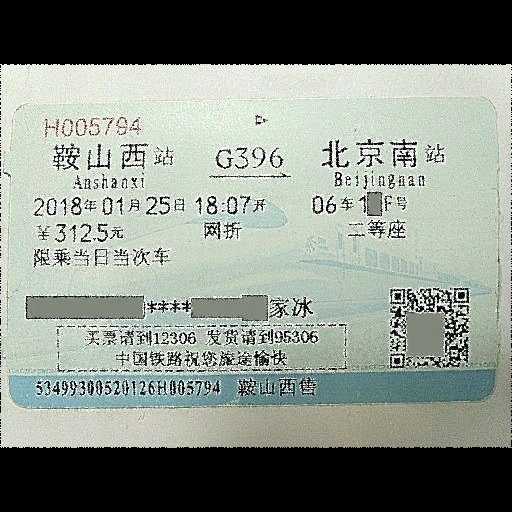 H005794
鞍山西站 G396 北京南站
Anshanxi Beijingnan
2018年01月25日 18:07开 06车1 F号
￥312.5元 网折 二等座
限乘当日当次车
****家冰
买票请到12306 发货请到95306
中国铁路祝您旅途愉快
53499300520126H005794 鞍山西售